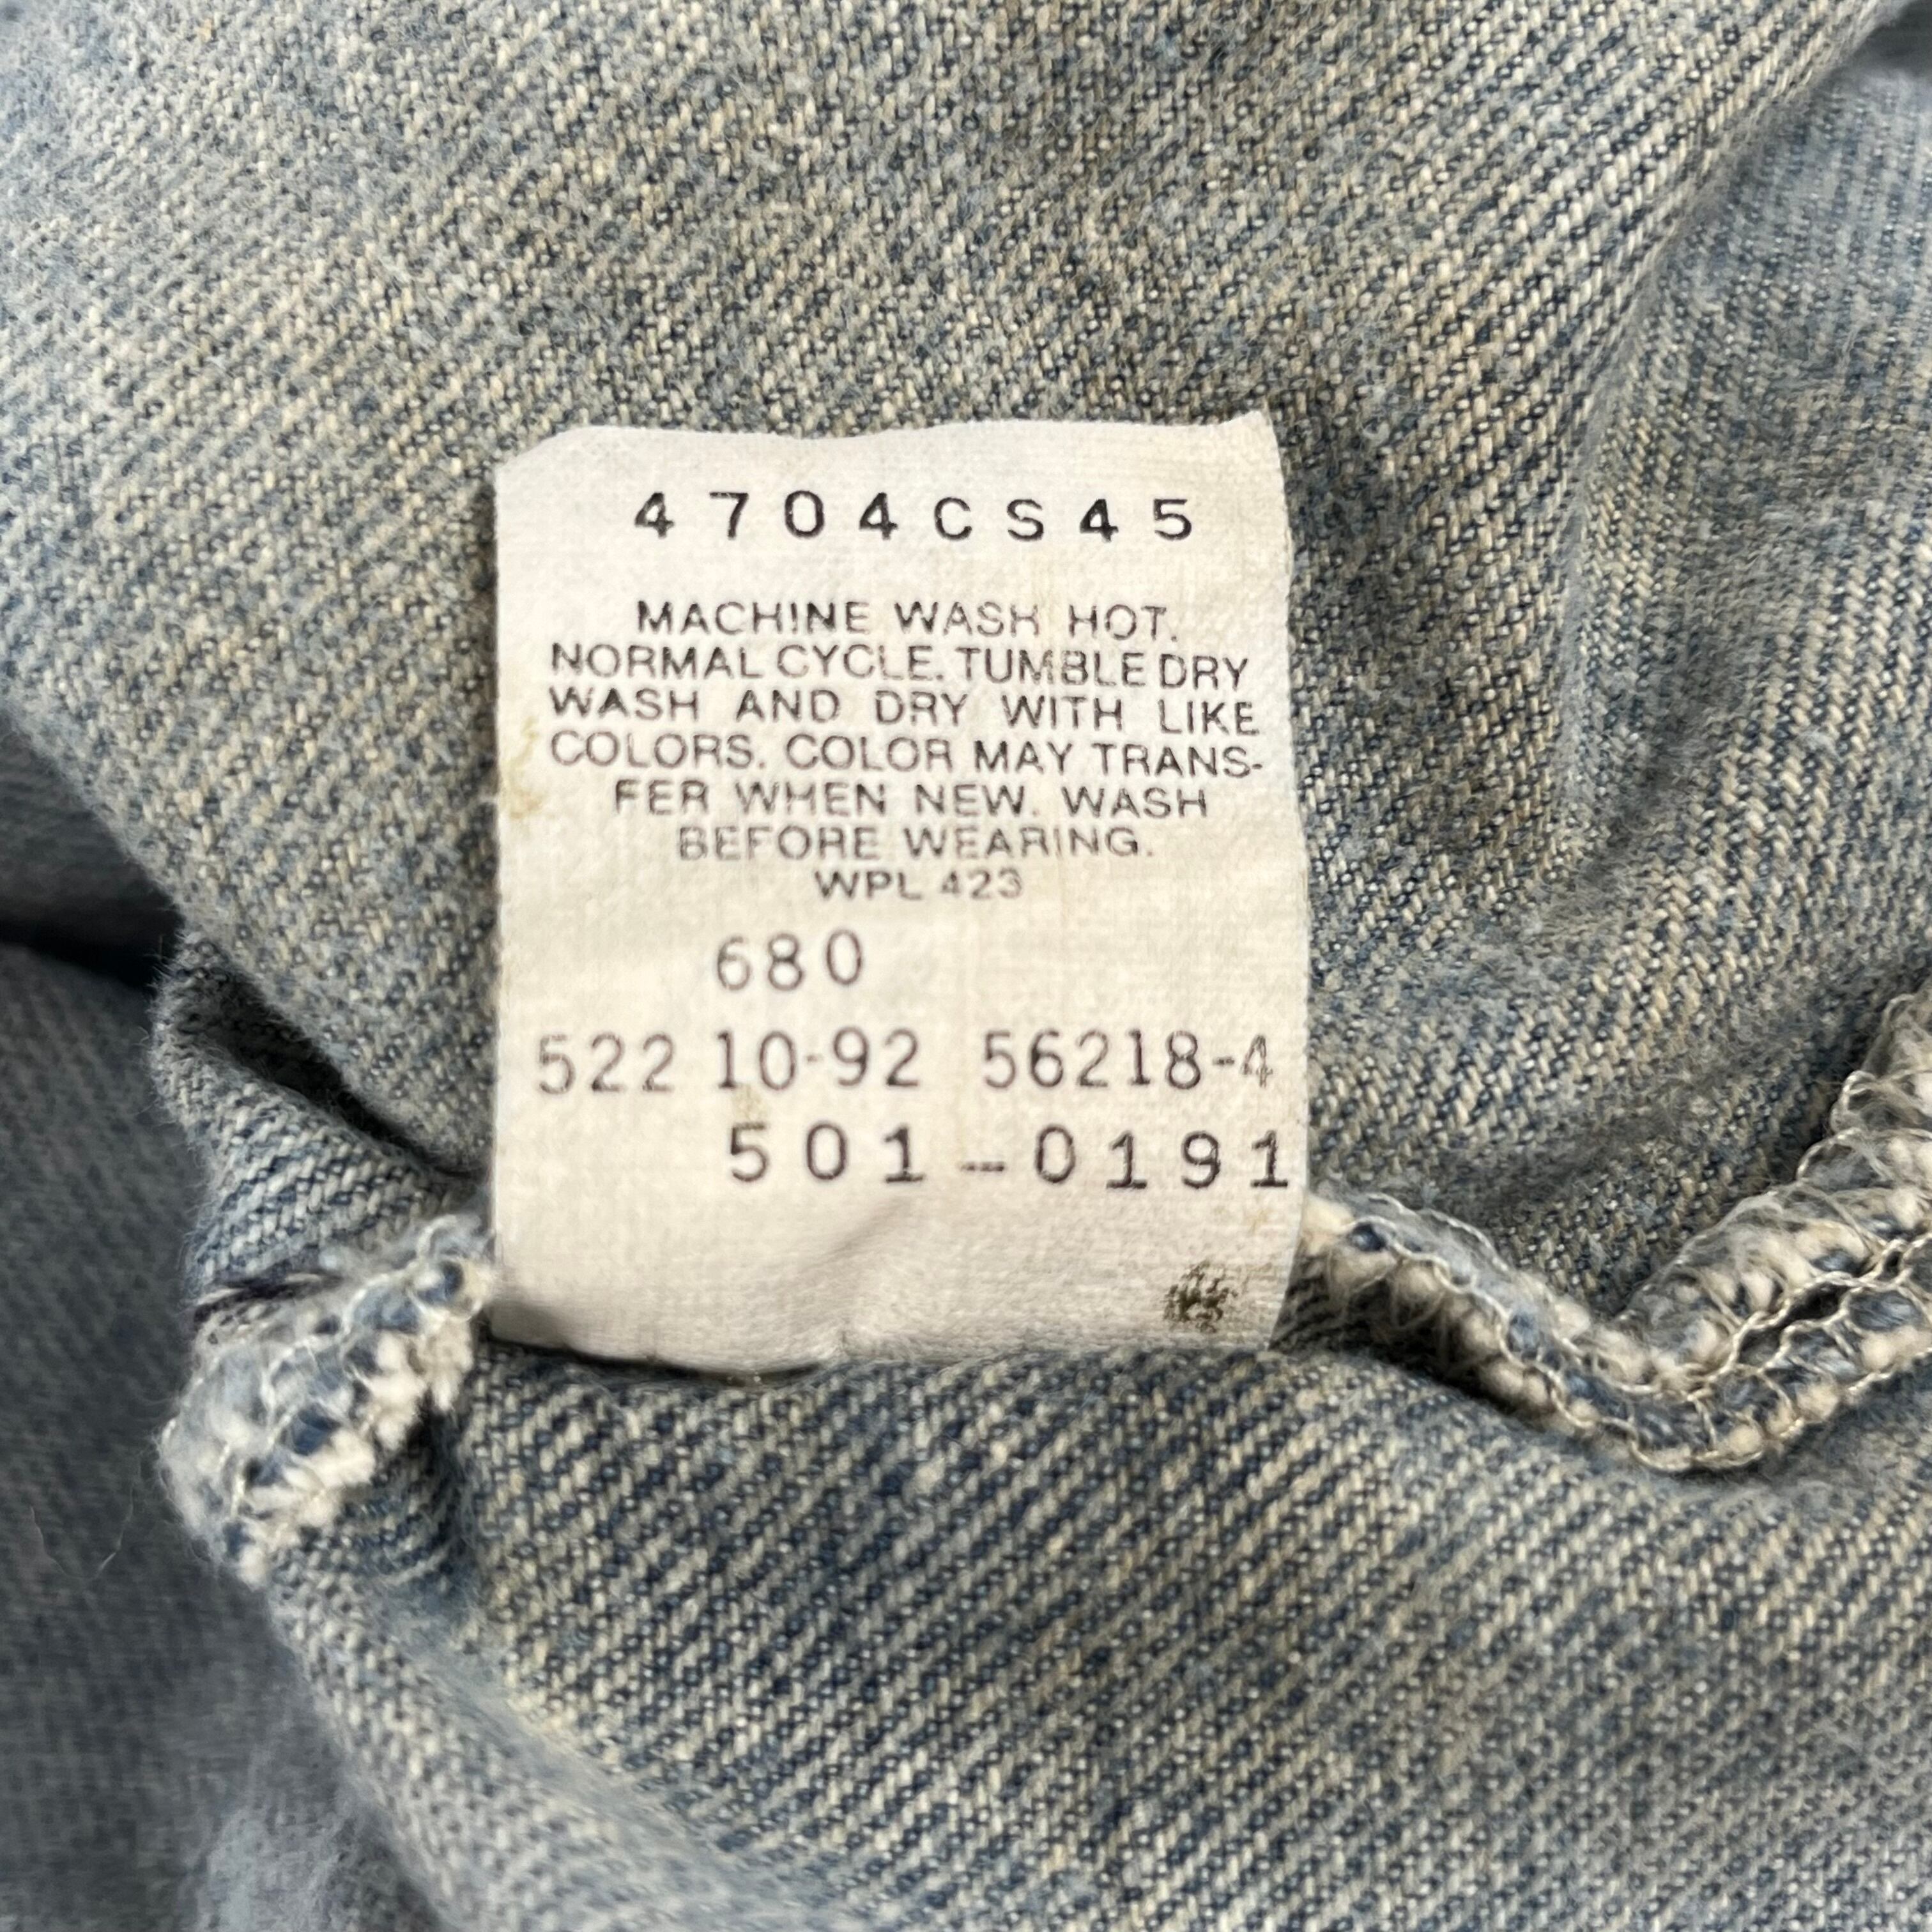 4704CS45
MACHINE WASH HOT.
NORMAL CYCLE. TUMBLE DRY
WASH AND DRY WITH LIKE
COLORS. COLOR MAY TRANS-
FER WHEN NEW. WASH
BEFORE WEARING.
WPL 423
680
522 10-92 56218-4
501-0191